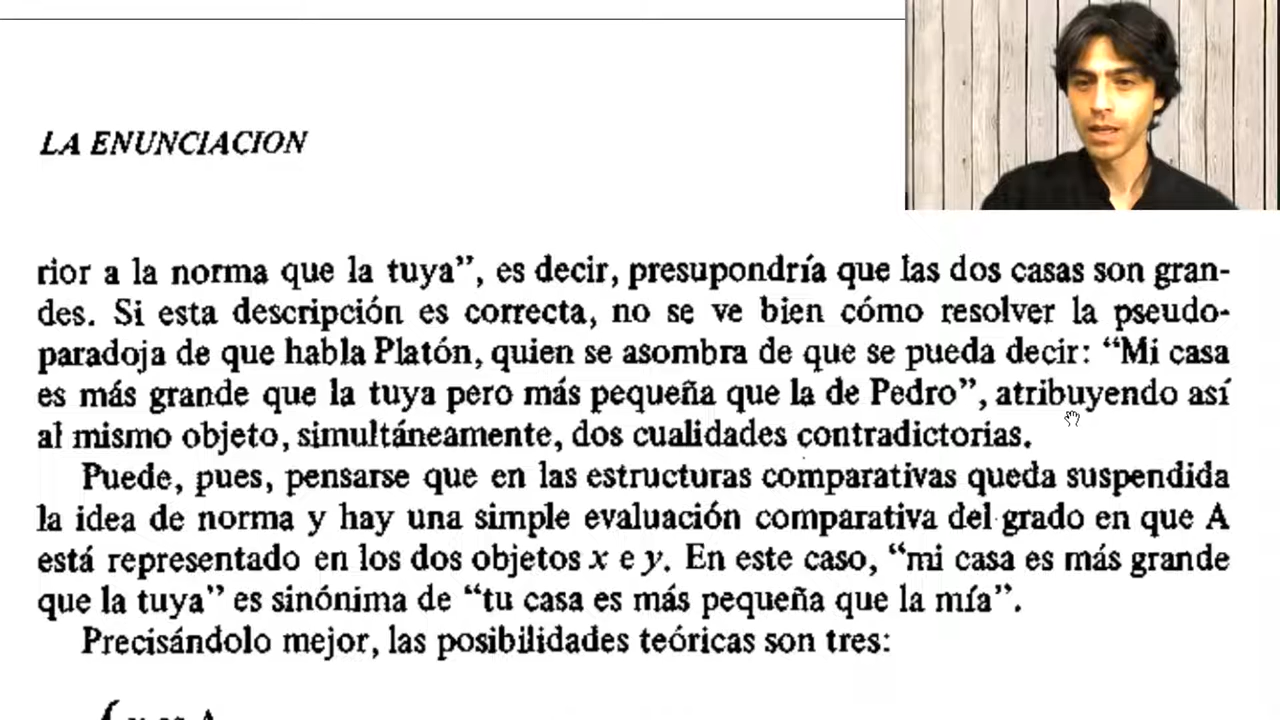 LA ENUNCIACION
rior a la norma que la tuya”, es decir, presupondría que las dos casas son gran-
des. Si esta descripción es correcta, no se ve bien cómo resolver la pseudo-
paradoja de que habla Platón, quien se asombra de que se pueda decir: “Mi casa
es más grande que la tuya pero más pequeña que la de Pedro”, atribuyendo así
al mismo objeto, simultáneamente, dos cualidades contradictorias.
Puede, pues, pensarse que en las estructuras comparativas queda suspendida
la idea de norma y hay una simple evaluación comparativa del grado en que A
está representado en los dos objetos x e y. En este caso, “mi casa es más grande
que la tuya” es sinónima de “tu casa es más pequeña que la mía”.
Precisándolo mejor, las posibilidades teóricas son tres: